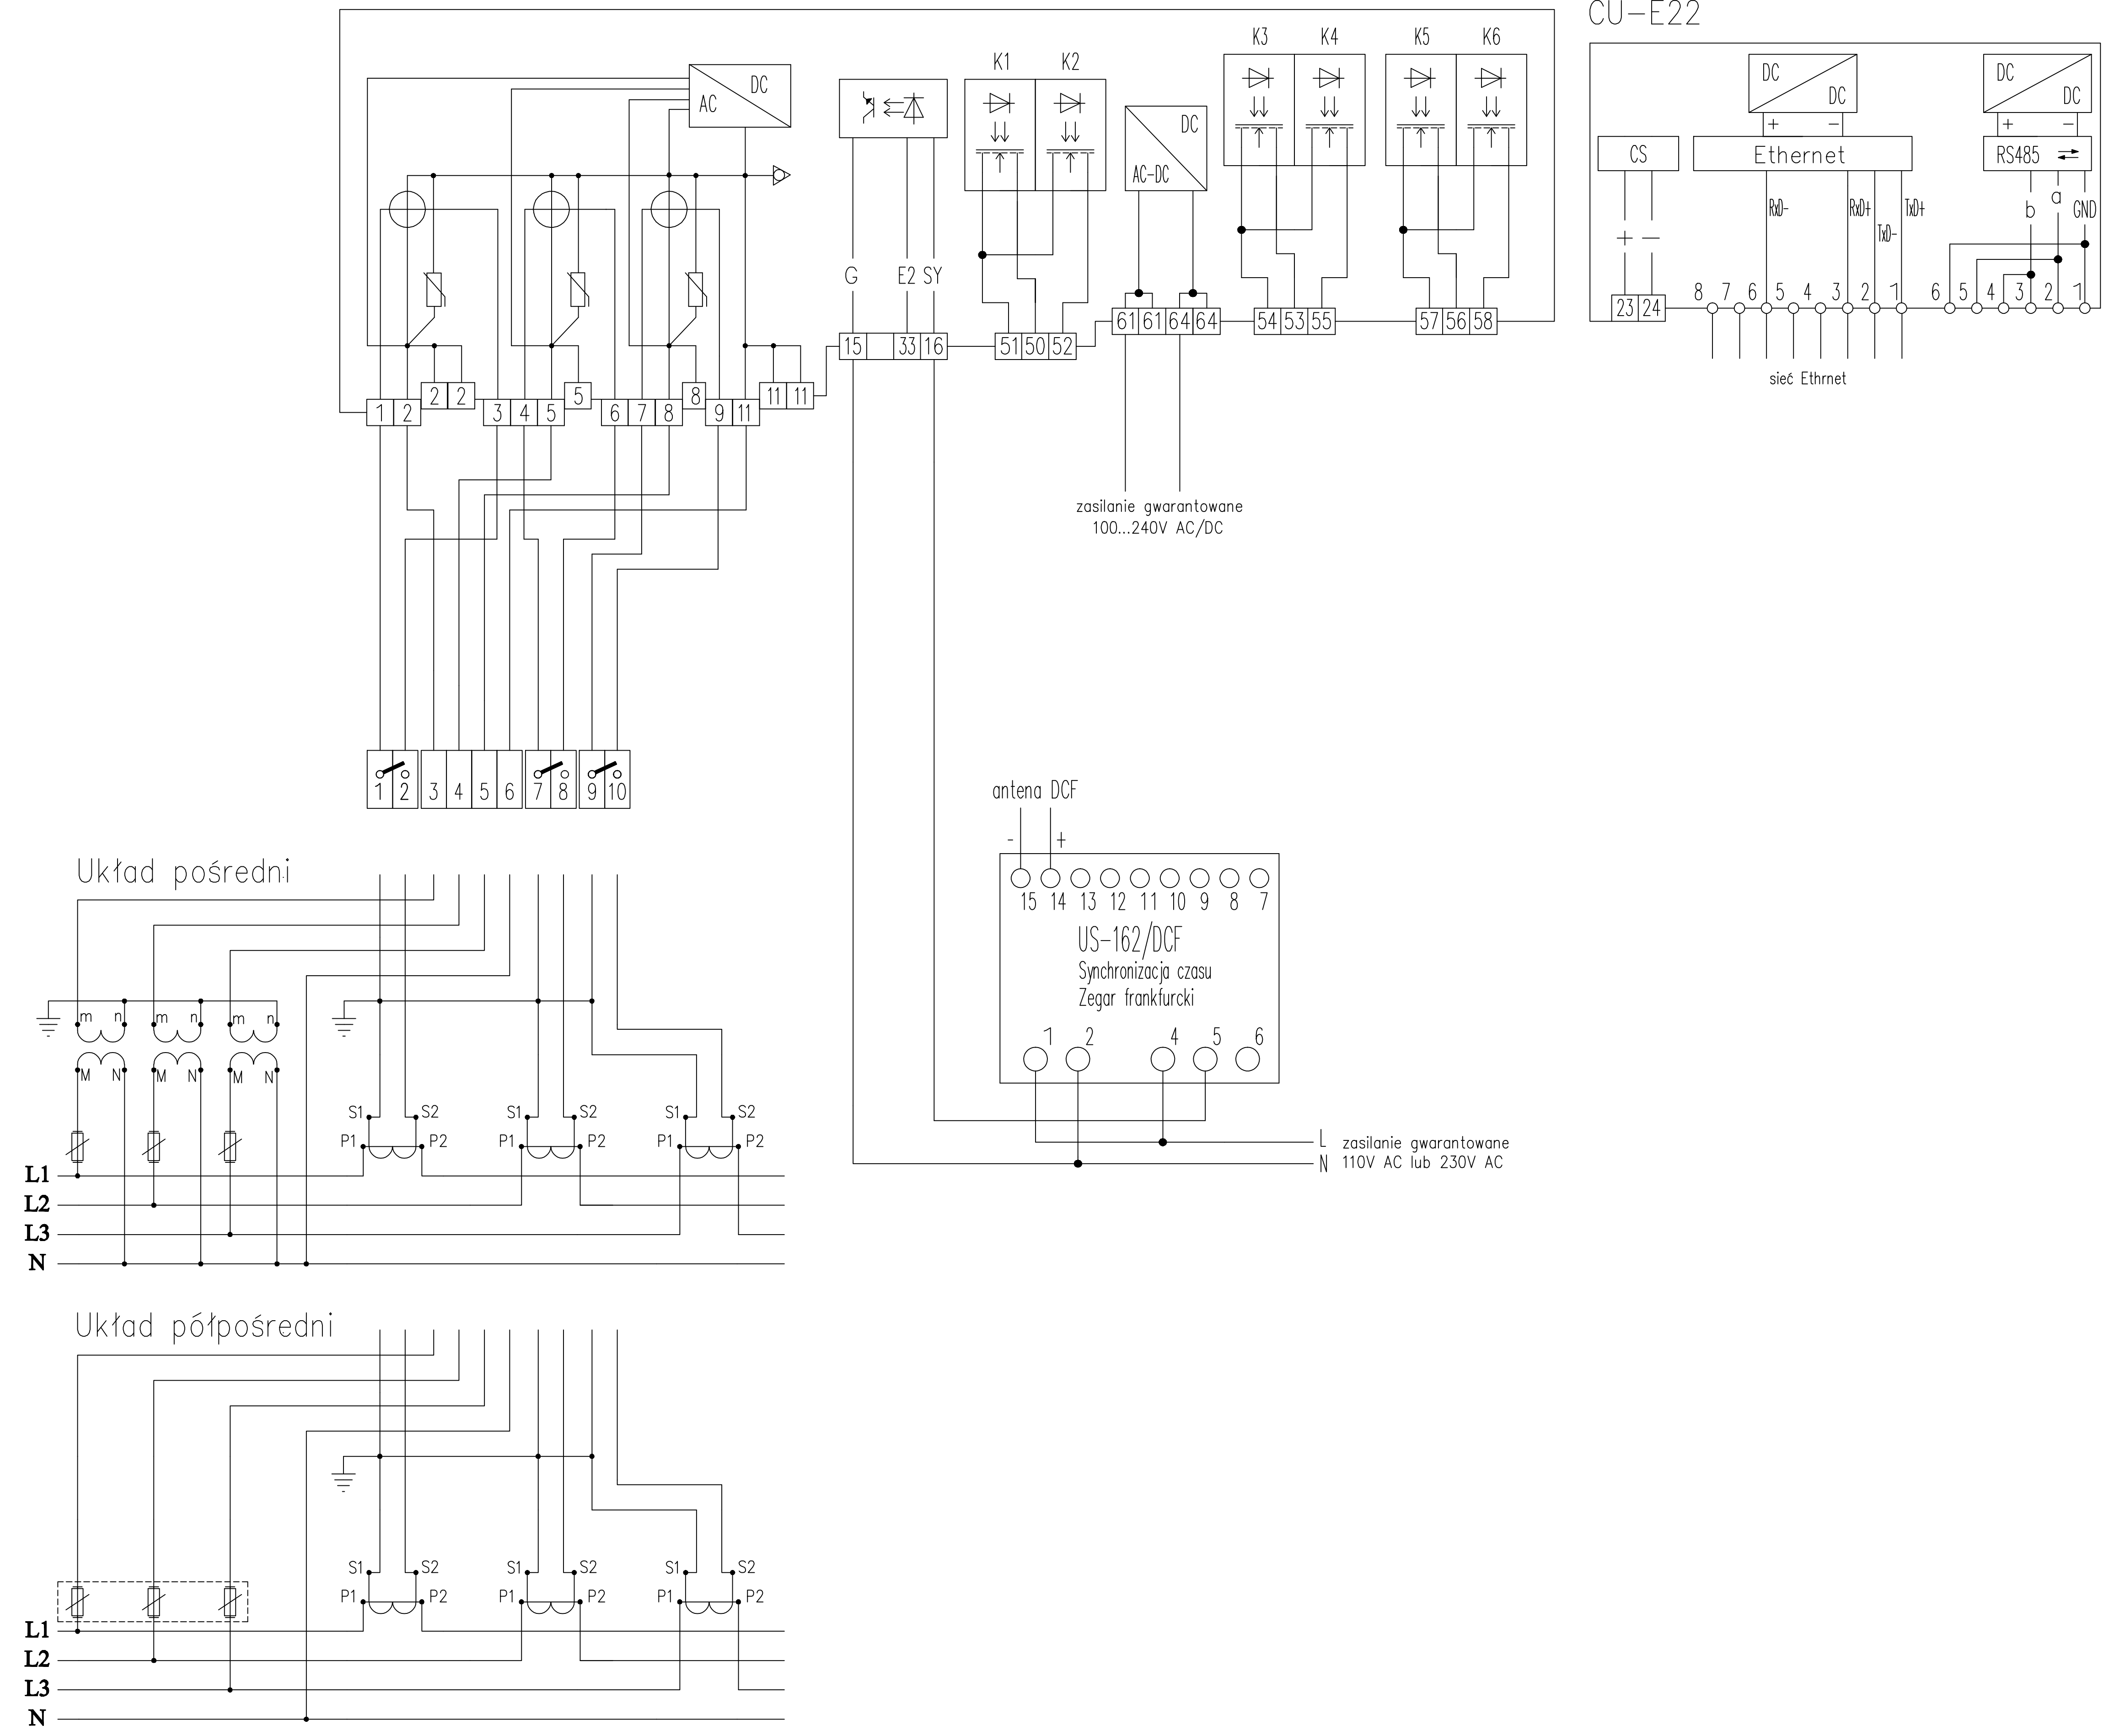 CU-E22
K1 K2 K3 K4 K5 K6
AC DC
AC-DC DC
DC DC
DC DC
+ − + −
CS Ethernet RS485
RxD- RxD+ TxD- TxD+
b a GND
+ −
G E2 SY
23 24 8 7 6 5 4 3 2 1 6 5 4 3 2 1
sieć Ethrnet
15 33 16 51 50 52 61 61 64 64 54 53 55 57 56 58
2 2 5 8 11 11
1 2 3 4 5 6 7 8 9 11
zasilanie gwarantowane
100...240V AC/DC
1 2 3 4 5 6 7 8 9 10
antena DCF
- +
15 14 13 12 11 10 9 8 7
US-162/DCF
Synchronizacja czasu
Zegar frankfurcki
1 2 4 5 6
L zasilanie gwarantowane
N 110V AC lub 230V AC
Układ pośredni
m n m n m n
M N M N M N
S1 S2 S1 S2 S1 S2
P1 P2 P1 P2 P1 P2
L1
L2
L3
N
Układ półpośredni
S1 S2 S1 S2 S1 S2
P1 P2 P1 P2 P1 P2
L1
L2
L3
N